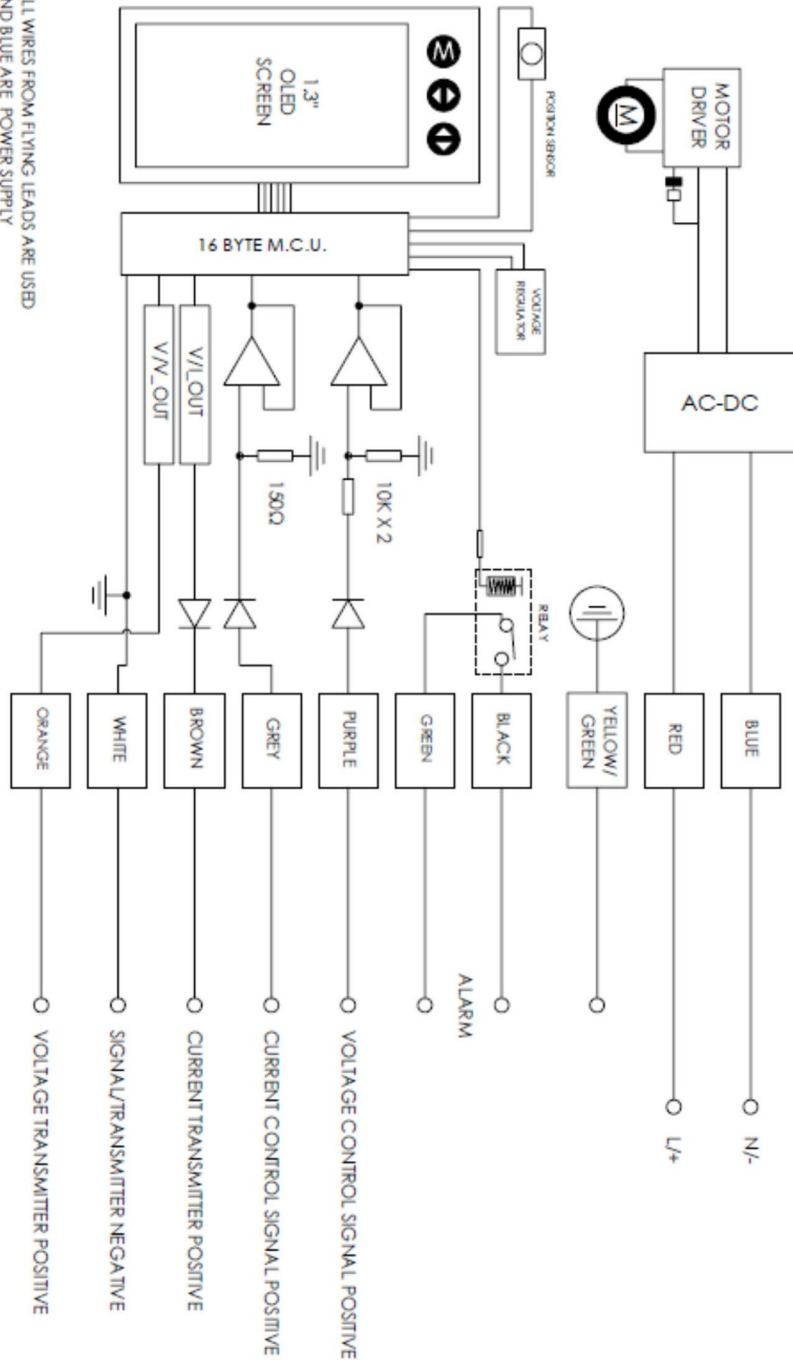 MOTOR
DRIVER
M
AC-DC
BLUE
N/-
RED
L/+
YELLOW/
GREEN
POSITION SENSOR
VOLTAGE
REGULATOR
RELAY
BLACK
GREEN
ALARM
M
1.3"
OLED
SCREEN
16 BYTE M.C.U.
10K X 2
PURPLE
VOLTAGE CONTROL SIGNAL POSITIVE
150Ω
GREY
CURRENT CONTROL SIGNAL POSITIVE
V/I_OUT
BROWN
CURRENT TRANSMITTER POSITIVE
V/V_OUT
WHITE
SIGNAL/TRANSMITTER NEGATIVE
ORANGE
VOLTAGE TRANSMITTER POSITIVE
LL WIRES FROM FLYING LEADS ARE USED
ND BLUE ARE POWER SUPPLY